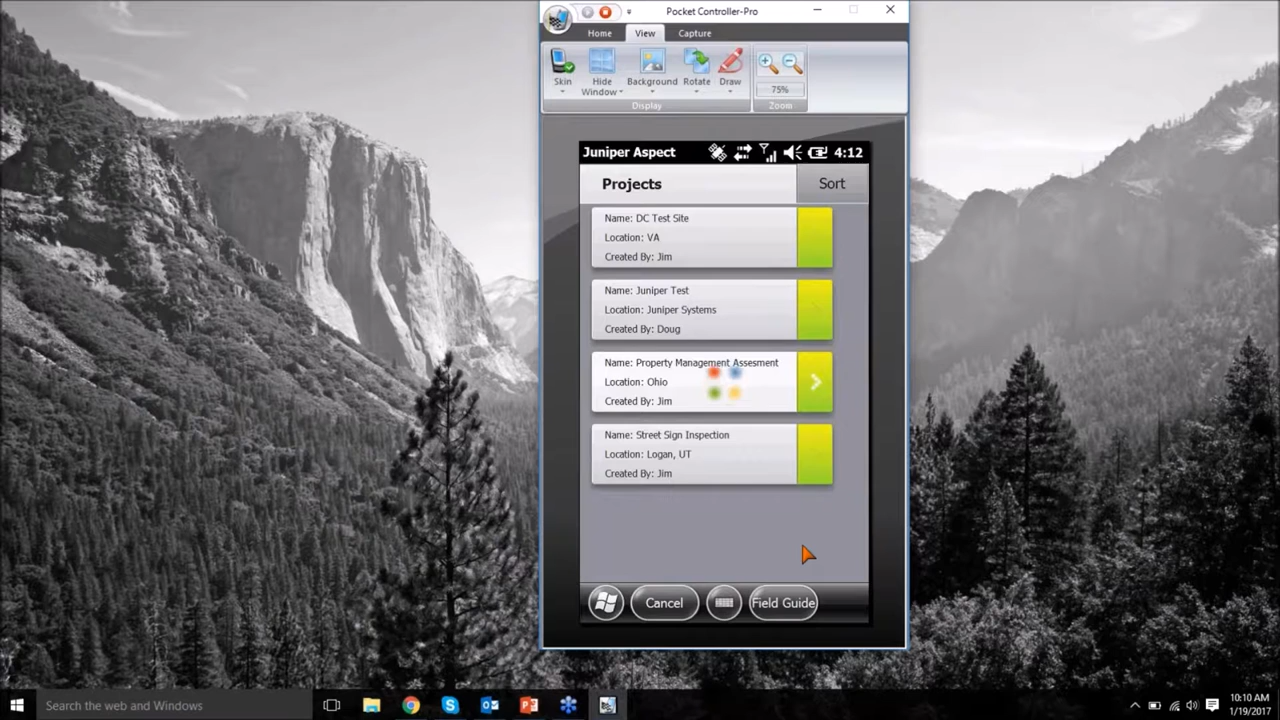 Pocket Controller-Pro
Home View Capture
Skin Hide Window Background Rotate Draw 75%
Display Zoom
Juniper Aspect 4:12
Projects Sort
Name: DC Test Site
Location: VA
Created By: Jim
Name: Juniper Test
Location: Juniper Systems
Created By: Doug
Name: Property Management Assesment
Location: Ohio
Created By: Jim
Name: Street Sign Inspection
Location: Logan, UT
Created By: Jim
Cancel Field Guide
Search the web and Windows
10:10 AM
1/19/2017